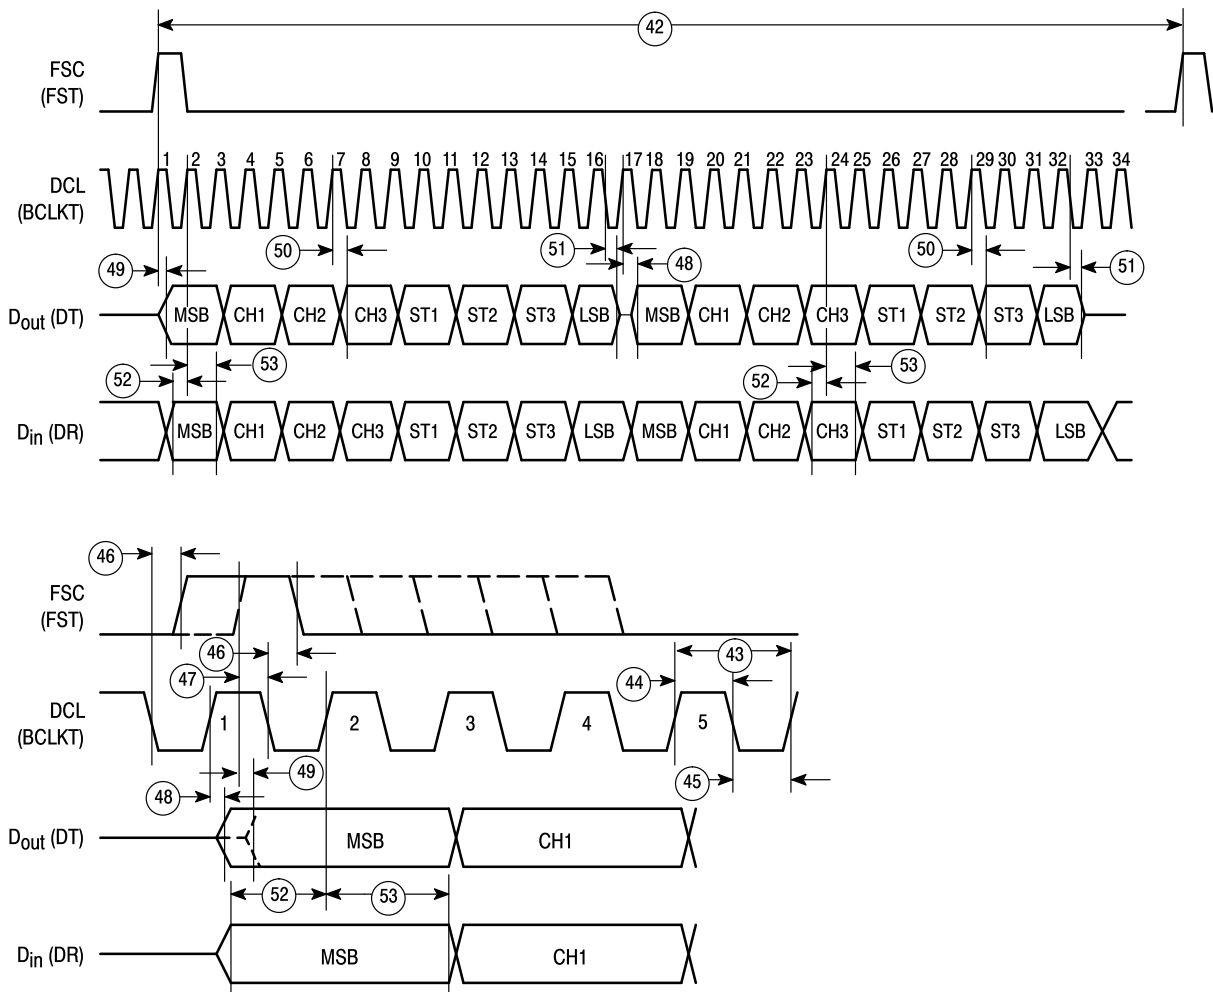 42
FSC
(FST)
1 2 3 4 5 6 7 8 9 10 11 12 13 14 15 16 17 18 19 20 21 22 23 24 25 26 27 28 29 30 31 32 33 34
DCL
(BCLKT)
50 51 50
49 48 51
Dout (DT) MSB CH1 CH2 CH3 ST1 ST2 ST3 LSB MSB CH1 CH2 CH3 ST1 ST2 ST3 LSB
53 53
52 52
Din (DR) MSB CH1 CH2 CH3 ST1 ST2 ST3 LSB MSB CH1 CH2 CH3 ST1 ST2 ST3 LSB
46
FSC
(FST)
46 43
47 44
DCL
(BCLKT)
1 2 3 4 5
49 45
48
Dout (DT) MSB CH1
52 53
Din (DR) MSB CH1